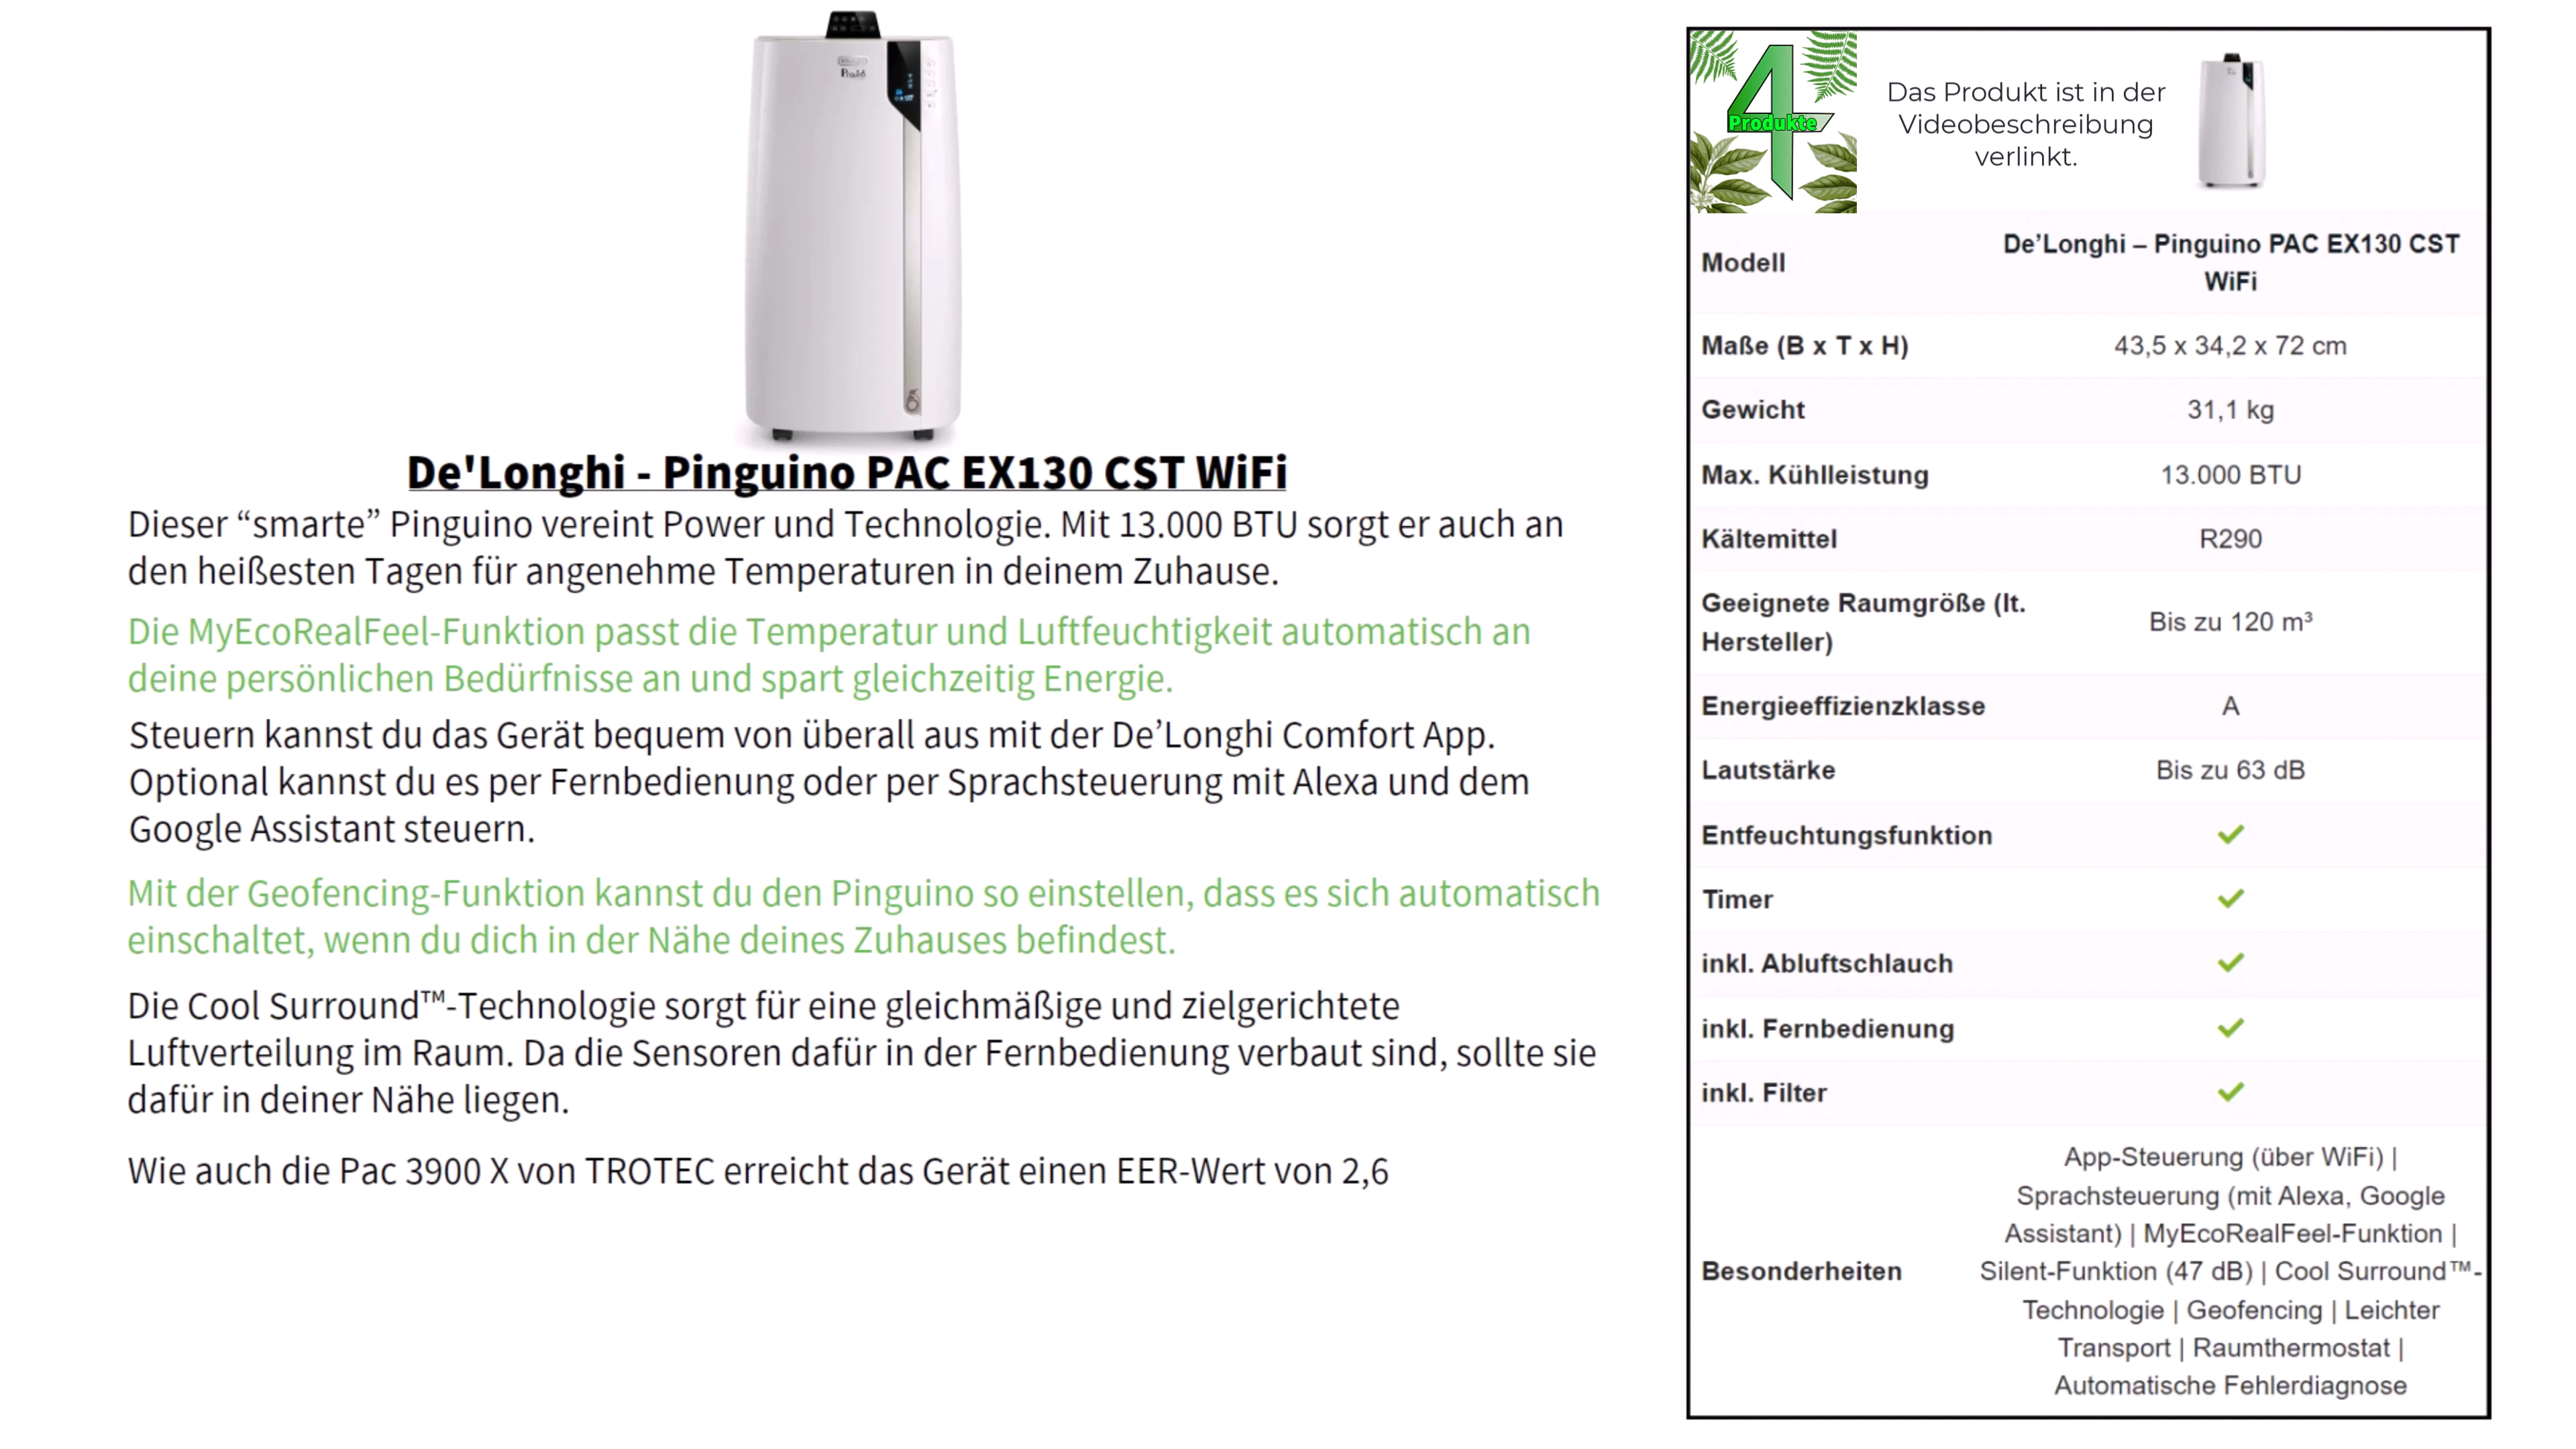 De'Longhi - Pinguino PAC EX130 CST WiFi
Dieser “smarte” Pinguino vereint Power und Technologie. Mit 13.000 BTU sorgt er auch an
den heißesten Tagen für angenehme Temperaturen in deinem Zuhause.
Die MyEcoRealFeel-Funktion passt die Temperatur und Luftfeuchtigkeit automatisch an
deine persönlichen Bedürfnisse an und spart gleichzeitig Energie.
Steuern kannst du das Gerät bequem von überall aus mit der De’Longhi Comfort App.
Optional kannst du es per Fernbedienung oder per Sprachsteuerung mit Alexa und dem
Google Assistant steuern.
Mit der Geofencing-Funktion kannst du den Pinguino so einstellen, dass es sich automatisch
einschaltet, wenn du dich in der Nähe deines Zuhauses befindest.
Die Cool Surround™-Technologie sorgt für eine gleichmäßige und zielgerichtete
Luftverteilung im Raum. Da die Sensoren dafür in der Fernbedienung verbaut sind, sollte sie
dafür in deiner Nähe liegen.
Wie auch die Pac 3900 X von TROTEC erreicht das Gerät einen EER-Wert von 2,6
4
Produkte
Das Produkt ist in der
Videobeschreibung
verlinkt.
Modell De’Longhi – Pinguino PAC EX130 CST
WiFi
Maße (B x T x H) 43,5 x 34,2 x 72 cm
Gewicht 31,1 kg
Max. Kühlleistung 13.000 BTU
Kältemittel R290
Geeignete Raumgröße (lt.
Hersteller) Bis zu 120 m³
Energieeffizienzklasse A
Lautstärke Bis zu 63 dB
Entfeuchtungsfunktion ✔
Timer ✔
inkl. Abluftschlauch ✔
inkl. Fernbedienung ✔
inkl. Filter ✔
Besonderheiten
App-Steuerung (über WiFi) |
Sprachsteuerung (mit Alexa, Google
Assistant) | MyEcoRealFeel-Funktion |
Silent-Funktion (47 dB) | Cool Surround™-
Technologie | Geofencing | Leichter
Transport | Raumthermostat |
Automatische Fehlerdiagnose